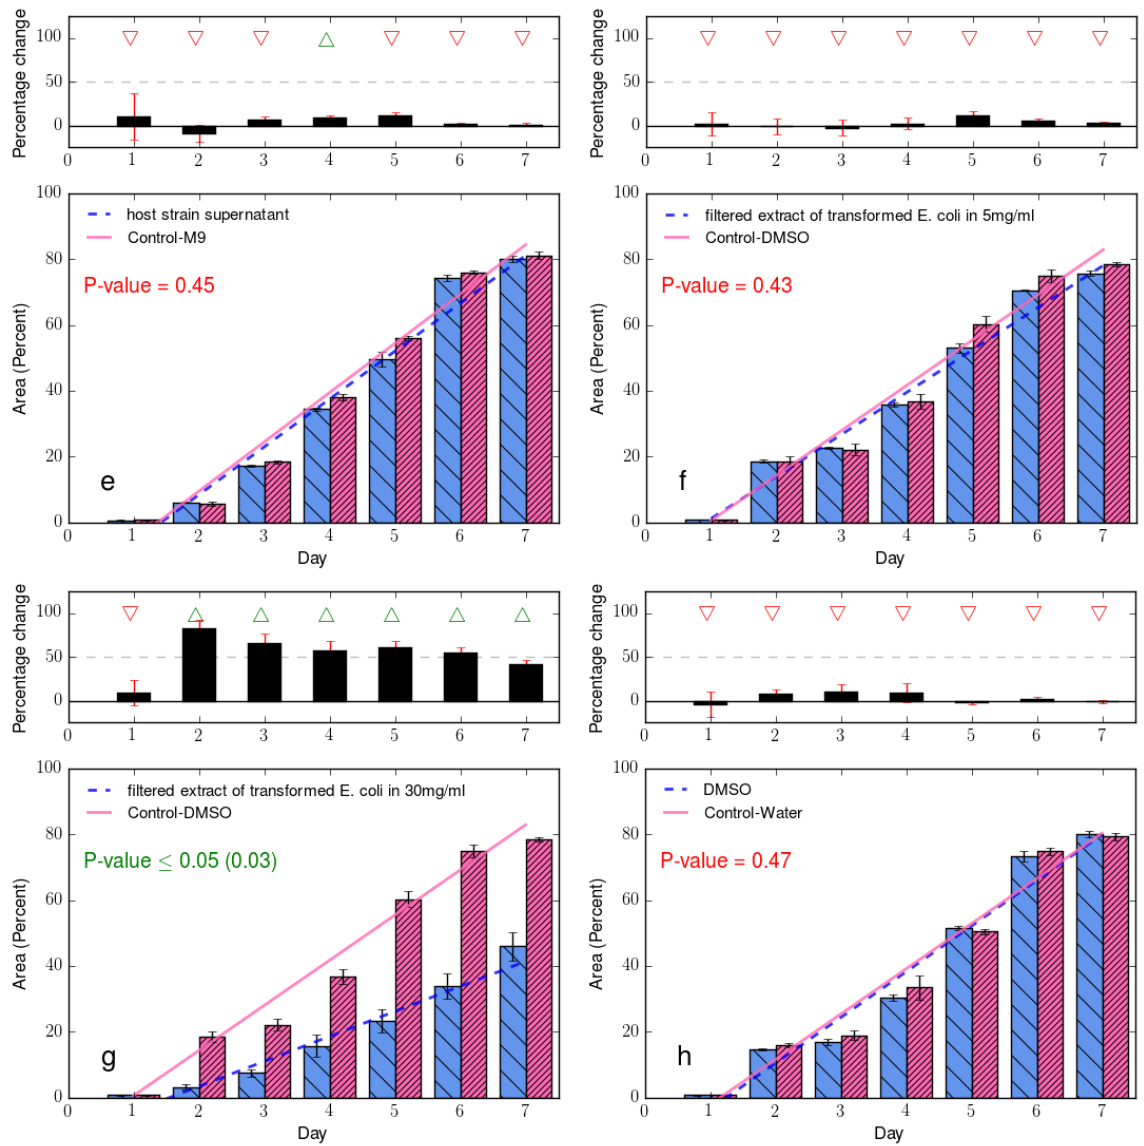 Percentage change
100
50
0
0 1 2 3 4 5 6 7
Percentage change
100
50
0
0 1 2 3 4 5 6 7
Area (Percent)
100
80
60
40
20
0
host strain supernatant
Control-M9
P-value = 0.45
e
0 1 2 3 4 5 6 7
Day
Area (Percent)
100
80
60
40
20
0
filtered extract of transformed E. coli in 5mg/ml
Control-DMSO
P-value = 0.43
f
0 1 2 3 4 5 6 7
Day
Percentage change
100
50
0
0 1 2 3 4 5 6 7
Percentage change
100
50
0
0 1 2 3 4 5 6 7
Area (Percent)
100
80
60
40
20
0
filtered extract of transformed E. coli in 30mg/ml
Control-DMSO
P-value ≤ 0.05 (0.03)
g
0 1 2 3 4 5 6 7
Day
Area (Percent)
100
80
60
40
20
0
DMSO
Control-Water
P-value = 0.47
h
0 1 2 3 4 5 6 7
Day